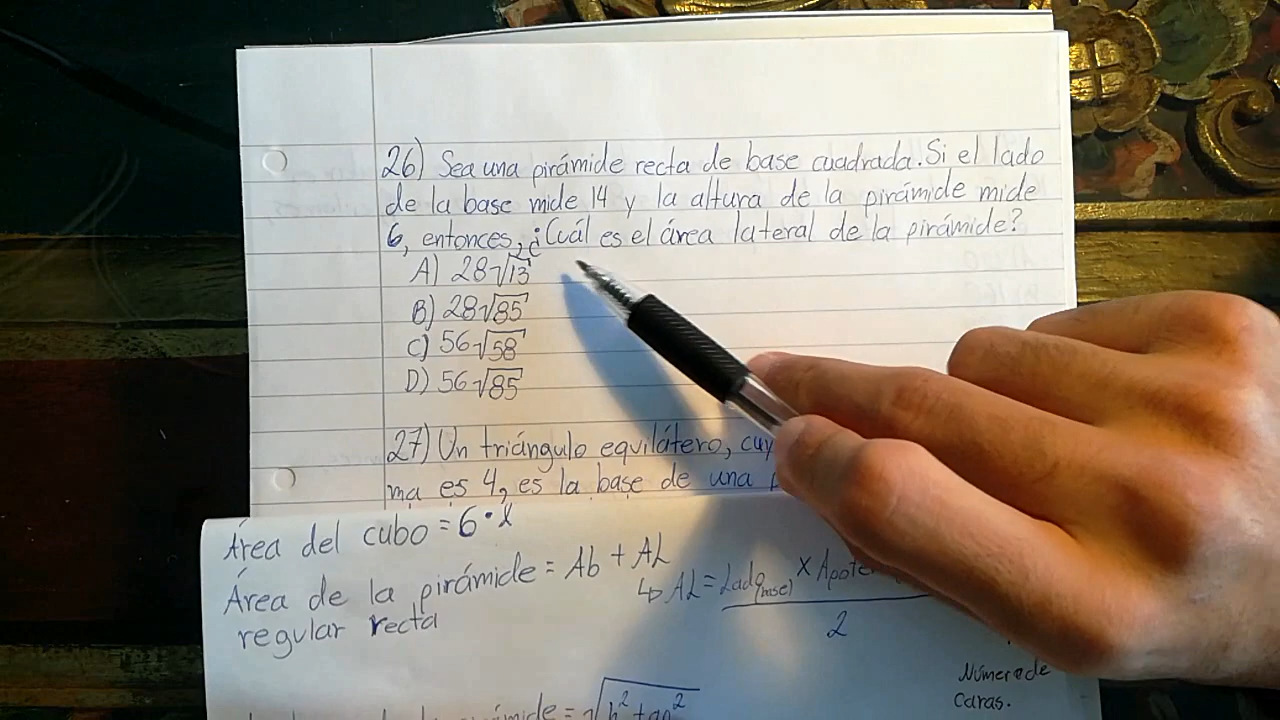 26) Sea una pirámide recta de base cuadrada. Si el lado
de la base mide 14 y la altura de la pirámide mide
6, entonces, ¿Cuál es el área lateral de la pirámide?
A) 28√13
B) 28√85
C) 56√58
D) 56√85
27) Un triángulo equilátero,
ma es 4, es la base de una
Área del cubo = 6·x
Área de la pirámide = Ab + AL
regular recta
↳ AL = Lado(base) x
2
Número de
Caras.
= √h² + ap²